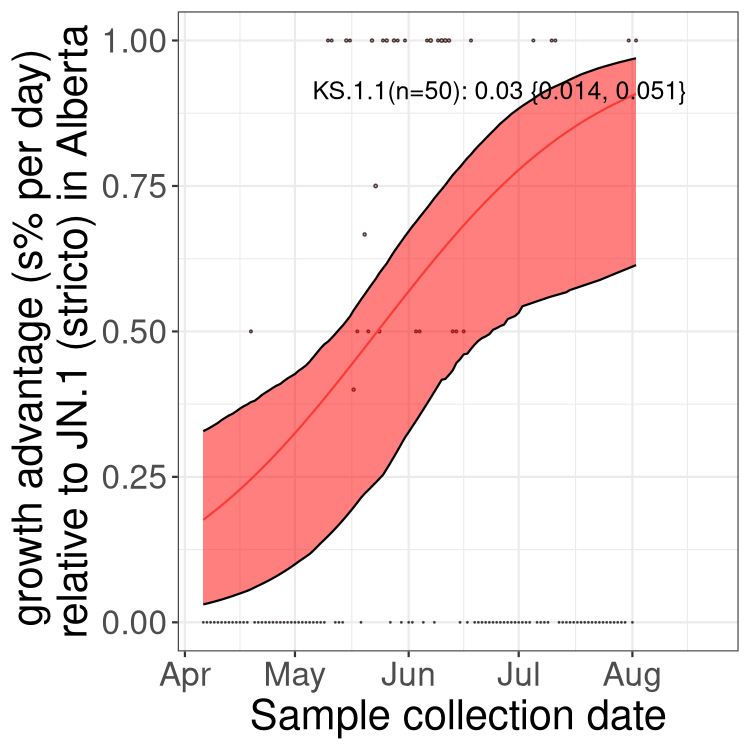 growth advantage (s% per day)
relative to JN.1 (stricto) in Alberta
1.00
0.75
0.50
0.25
0.00
KS.1.1(n=50): 0.03 {0.014, 0.051}
Apr May Jun Jul Aug
Sample collection date